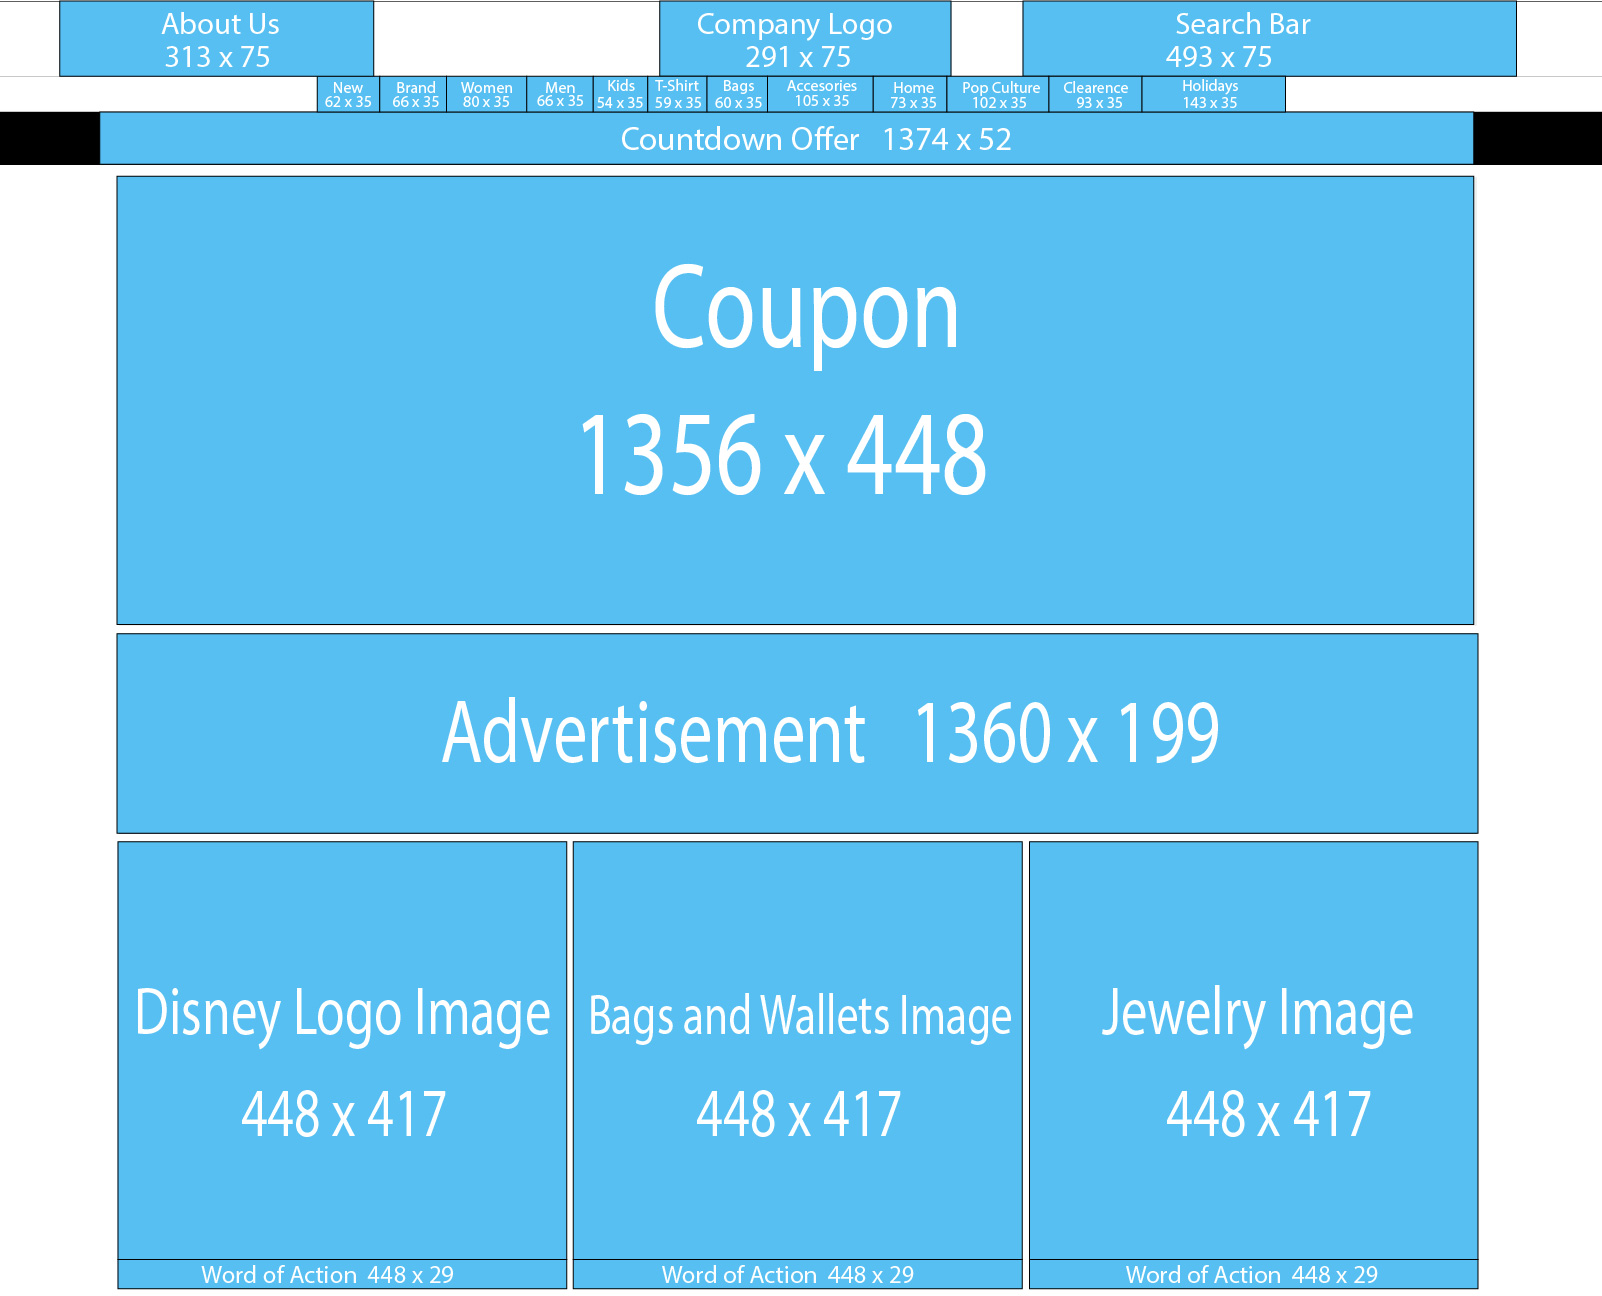 About Us
313 x 75
Company Logo
291 x 75
Search Bar
493 x 75
New
62 x 35
Brand
66 x 35
Women
80 x 35
Men
66 x 35
Kids
54 x 35
T-Shirt
59 x 35
Bags
60 x 35
Accesories
105 x 35
Home
73 x 35
Pop Culture
102 x 35
Clearence
93 x 35
Holidays
143 x 35
Countdown Offer 1374 x 52
Coupon
1356 x 448
Advertisement 1360 x 199
Disney Logo Image
448 x 417
Bags and Wallets Image
448 x 417
Jewelry Image
448 x 417
Word of Action 448 x 29
Word of Action 448 x 29
Word of Action 448 x 29